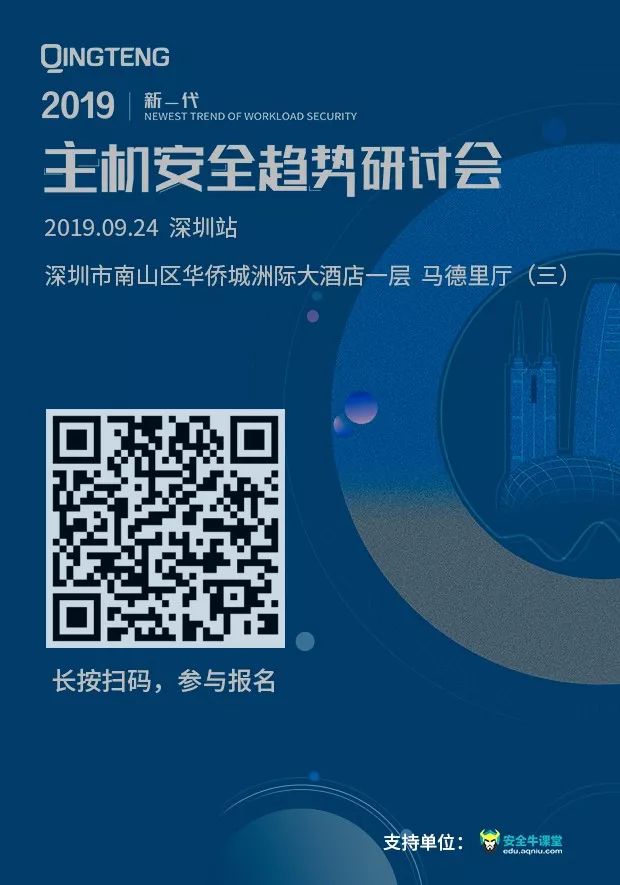 QINGTENG
2019
新一代
NEWEST TREND OF WORKLOAD SECURITY
主机安全趋势研讨会
2019.09.24 深圳站
深圳市南山区华侨城洲际大酒店一层 马德里厅（三）
长按扫码，参与报名
支持单位：
安全牛课堂
edu.aqniu.com